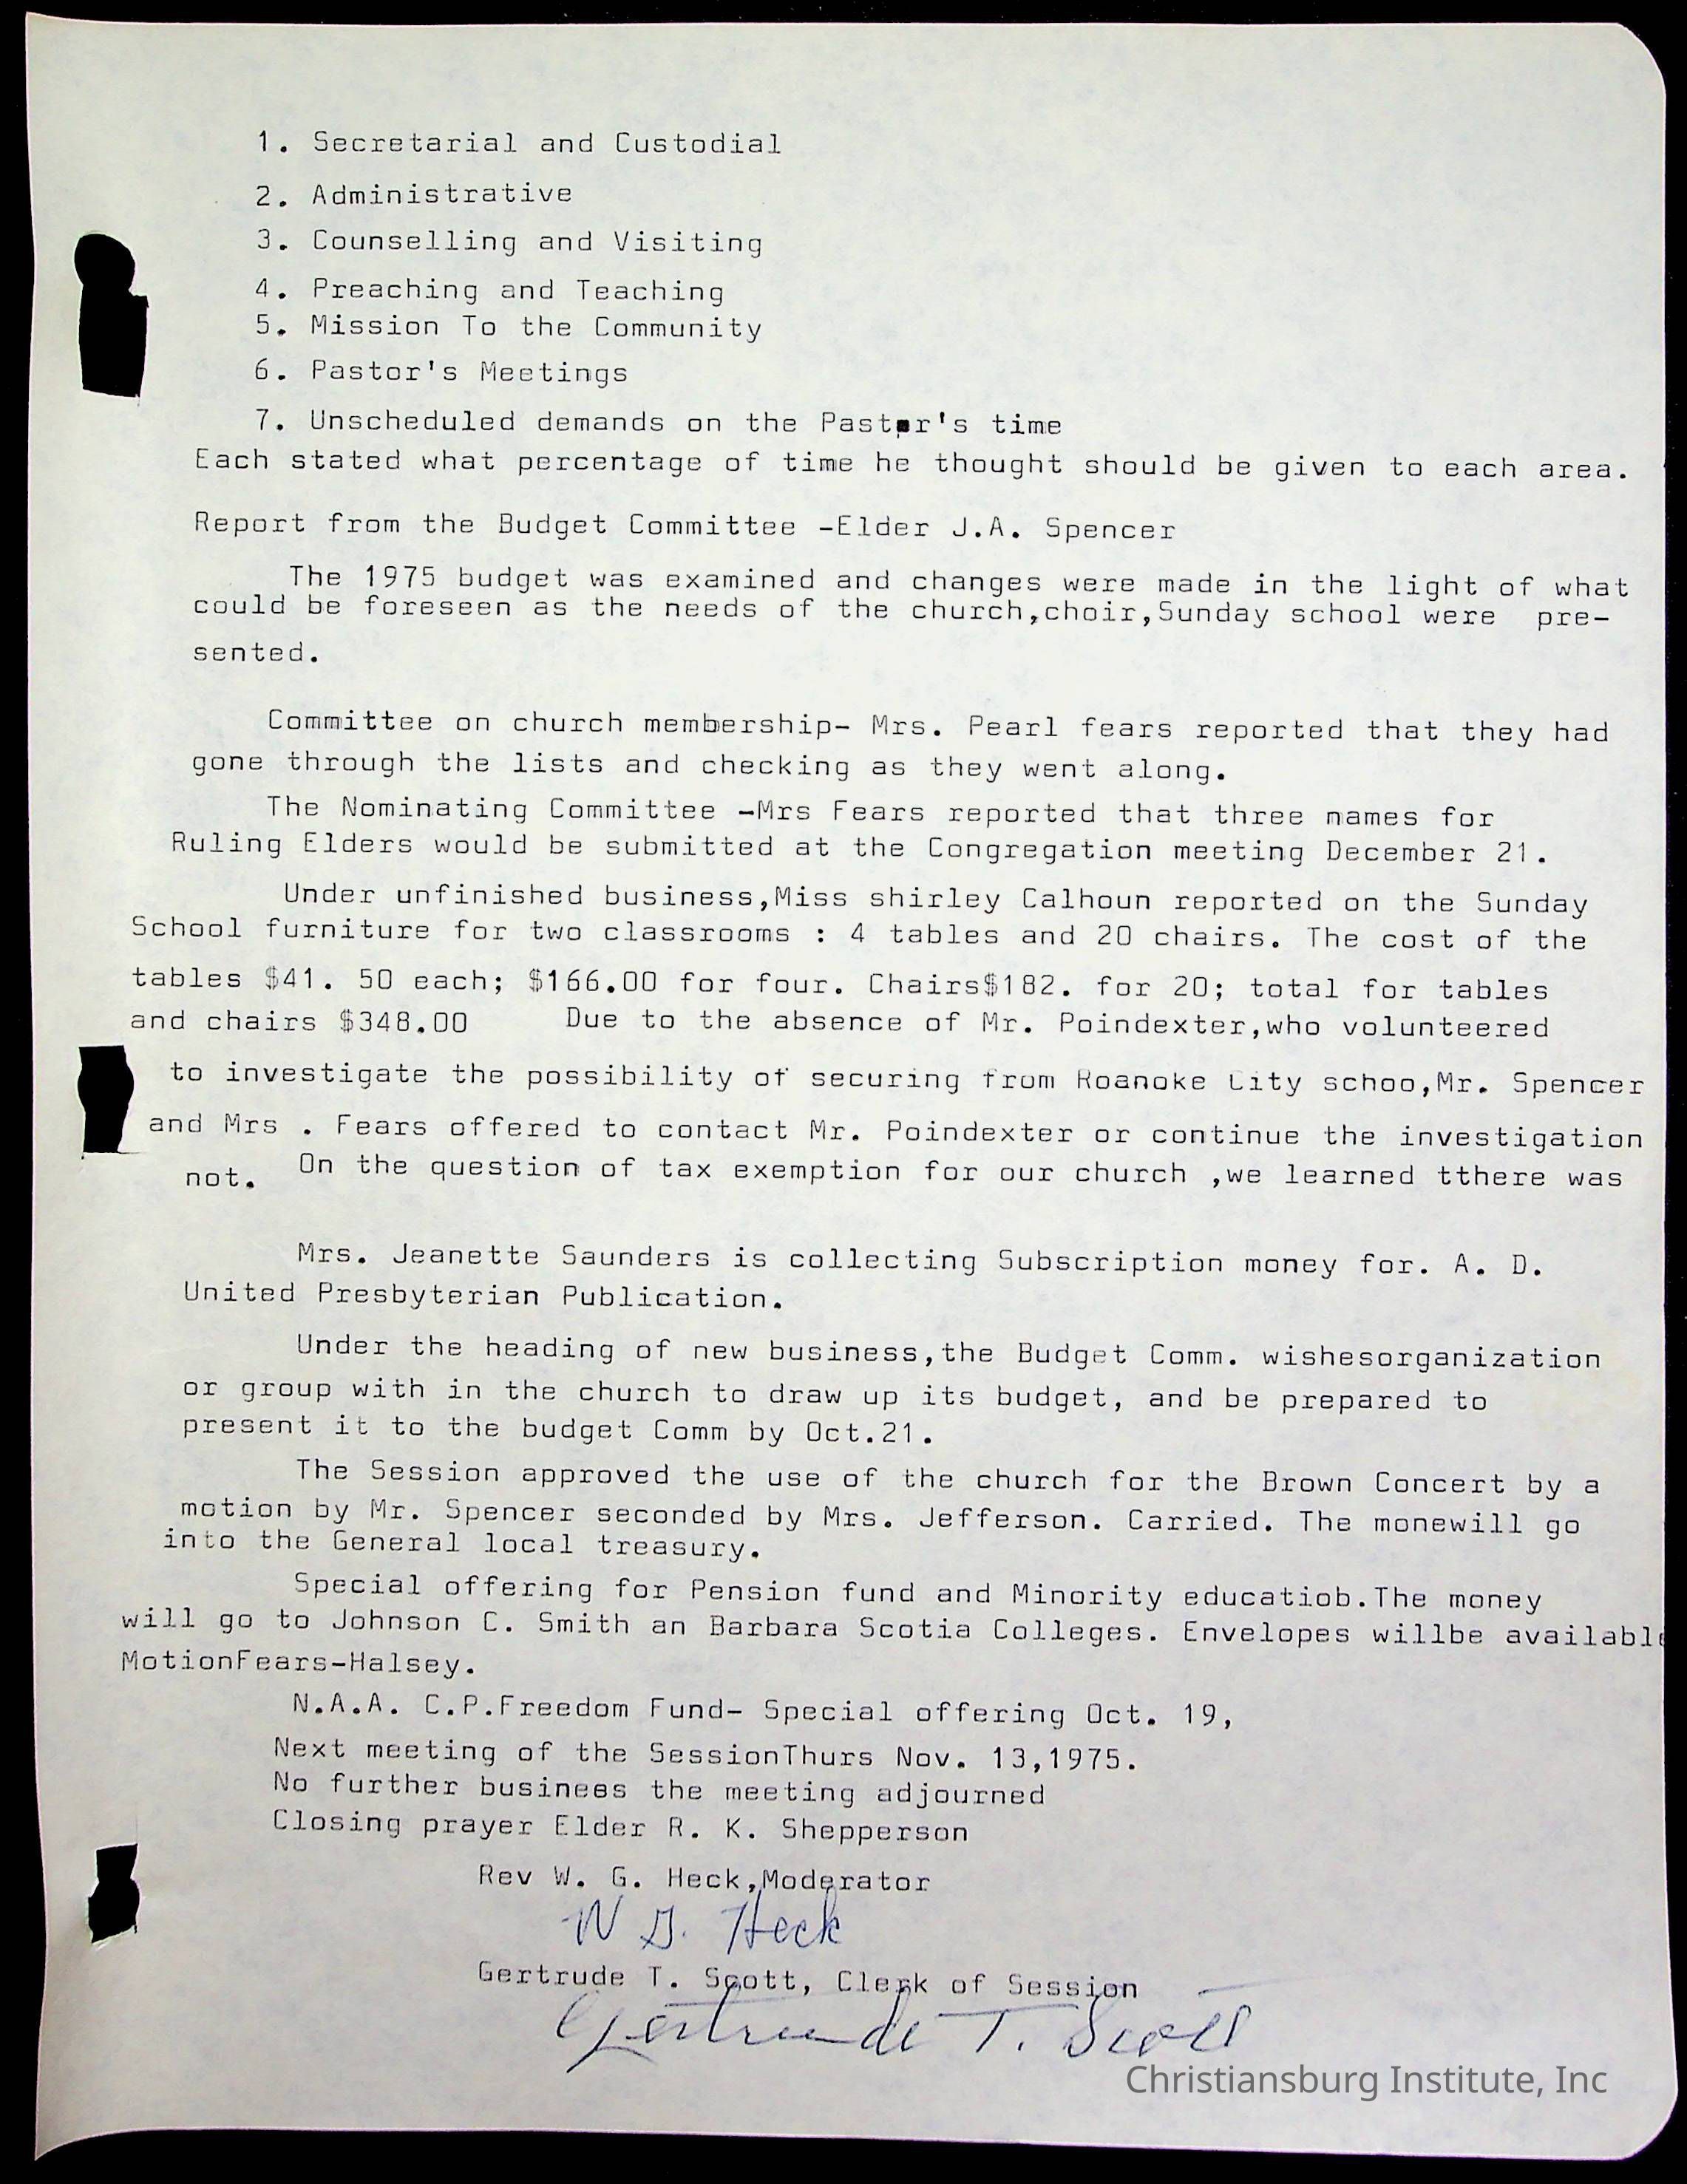 1. Secretarial and Custodial
2. Administrative
3. Counselling and Visiting
4. Preaching and Teaching
5. Mission To the Community
6. Pastor's Meetings
7. Unscheduled demands on the Pastor's time
Each stated what percentage of time he thought should be given to each area.
Report from the Budget Committee -Elder J.A. Spencer
The 1975 budget was examined and changes were made in the light of what
could be foreseen as the needs of the church,choir,Sunday school were pre-
sented.
Committee on church membership- Mrs. Pearl fears reported that they had
gone through the lists and checking as they went along.
The Nominating Committee -Mrs Fears reported that three names for
Ruling Elders would be submitted at the Congregation meeting December 21.
Under unfinished business,Miss shirley Calhoun reported on the Sunday
School furniture for two classrooms : 4 tables and 20 chairs. The cost of the
tables $41. 50 each; $166.00 for four. Chairs$182. for 20; total for tables
and chairs $348.00 Due to the absence of Mr. Poindexter,who volunteered
to investigate the possibility of securing from Roanoke City schoo,Mr. Spencer
and Mrs . Fears offered to contact Mr. Poindexter or continue the investigation
not. On the question of tax exemption for our church ,we learned tthere was
Mrs. Jeanette Saunders is collecting Subscription money for. A. D.
United Presbyterian Publication.
Under the heading of new business,the Budget Comm. wishesorganization
or group with in the church to draw up its budget, and be prepared to
present it to the budget Comm by Oct.21.
The Session approved the use of the church for the Brown Concert by a
motion by Mr. Spencer seconded by Mrs. Jefferson. Carried. The monewill go
into the General local treasury.
Special offering for Pension fund and Minority educatiob.The money
will go to Johnson C. Smith an Barbara Scotia Colleges. Envelopes willbe available
MotionFears-Halsey.
N.A.A. C.P.Freedom Fund- Special offering Oct. 19,
Next meeting of the SessionThurs Nov. 13,1975.
No further business the meeting adjourned
Closing prayer Elder R. K. Shepperson
Rev W. G. Heck,Moderator
W G. Heck
Gertrude T. Scott, Clerk of Session
Gertrude T. Scott
Christiansburg Institute, Inc